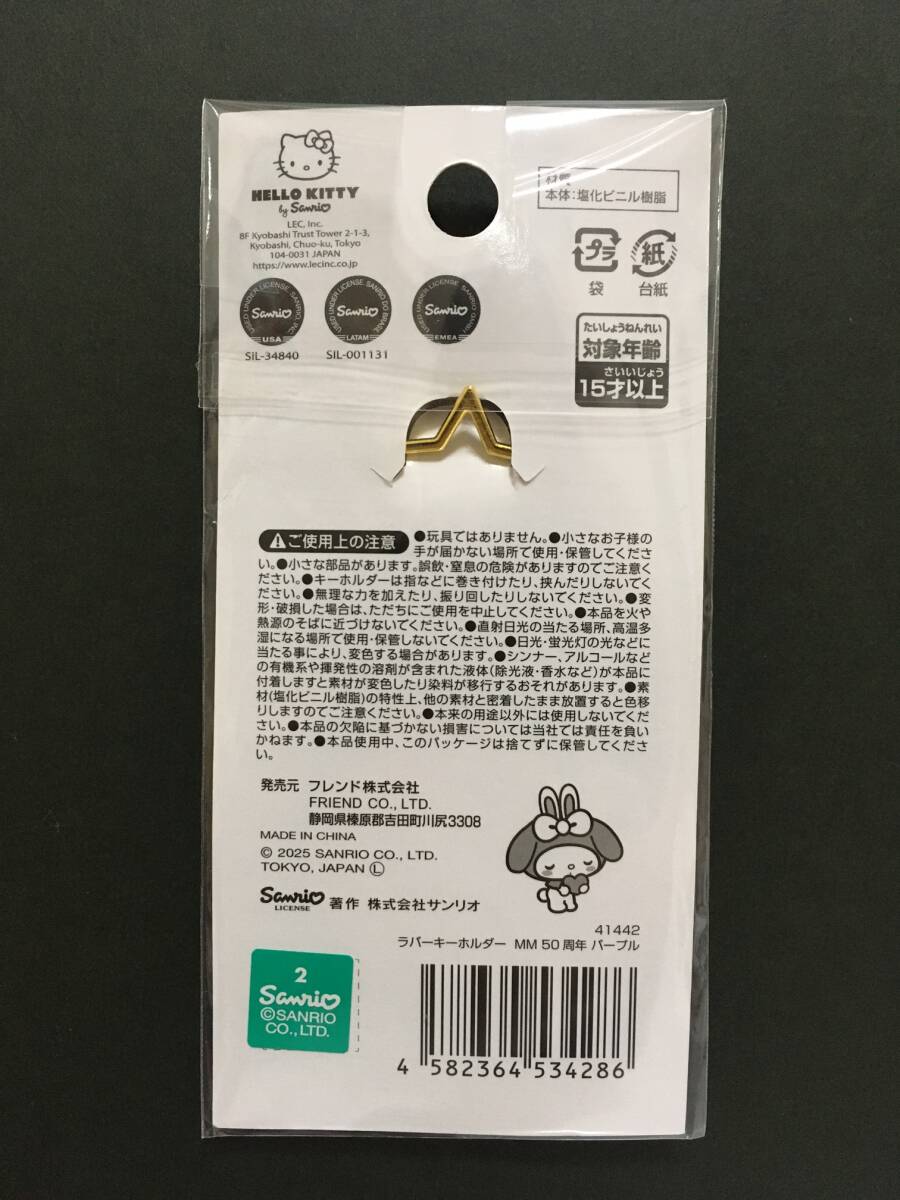 HELLO KITTY
by Sanrio
LEC, Inc.
8F Kyobashi Trust Tower 2-1-3,
Kyobashi, Chuo-ku, Tokyo
104-0031 JAPAN
https://www.lecinc.co.jp
USED UNDER LICENSE SANRIO, INC.
Sanrio
USA
SIL-34840
USED UNDER LICENSE SANRIO DO BRASIL
Sanrio
LATAM
SIL-001131
USED UNDER LICENSE SANRIO GMBH
Sanrio
EMEA
材質
本体:塩化ビニル樹脂
プラ
袋
紙
台紙
たいしょうねんれい
対象年齢
さいいじょう
15才以上
⚠ご使用上の注意 ●玩具ではありません。●小さなお子様の
手が届かない場所で使用・保管してくださ
い。●小さな部品があります。誤飲・窒息の危険がありますのでご注意く
ださい。●キーホルダーは指などに巻き付けたり、挟んだりしないでく
ださい。●無理な力を加えたり、振り回したりしないでください。●変
形・破損した場合は、ただちにご使用を中止してください。●本品を火や
熱源のそばに近づけないでください。●直射日光の当たる場所、高温多
湿になる場所で使用・保管しないでください。●日光・蛍光灯の光などに
当たる事により、変色する場合があります。●シンナー、アルコールなど
の有機系や揮発性の溶剤が含まれた液体(除光液・香水など)が本品に
付着しますと素材が変色したり染料が移行するおそれがあります。●素
材(塩化ビニル樹脂)の特性上、他の素材と密着したまま放置すると色移
りしますのでご注意ください。●本来の用途以外には使用しないでくだ
さい。●本品の欠陥に基づかない損害については当社では責任を負い
かねます。●本品使用中、このパッケージは捨てずに保管してくださ
い。
発売元 フレンド株式会社
FRIEND CO., LTD.
静岡県榛原郡吉田町川尻3308
MADE IN CHINA
© 2025 SANRIO CO., LTD.
TOKYO, JAPAN Ⓛ
Sanrio
LICENSE
著作 株式会社サンリオ
41442
ラバーキーホルダー MM 50周年 パープル
2
Sanrio
©SANRIO
CO., LTD.
4 582364 534286